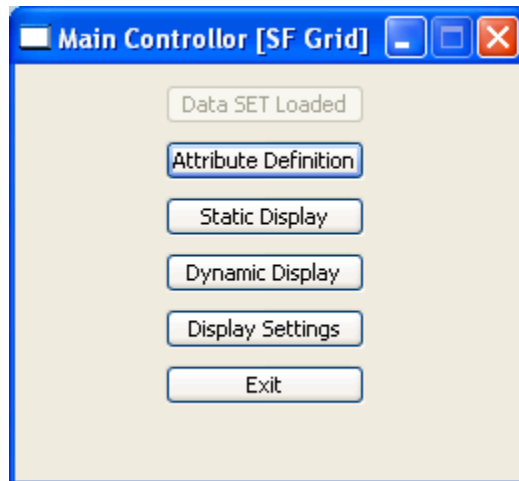 Main Controllor [SF Grid]
Data SET Loaded
Attribute Definition
Static Display
Dynamic Display
Display Settings
Exit